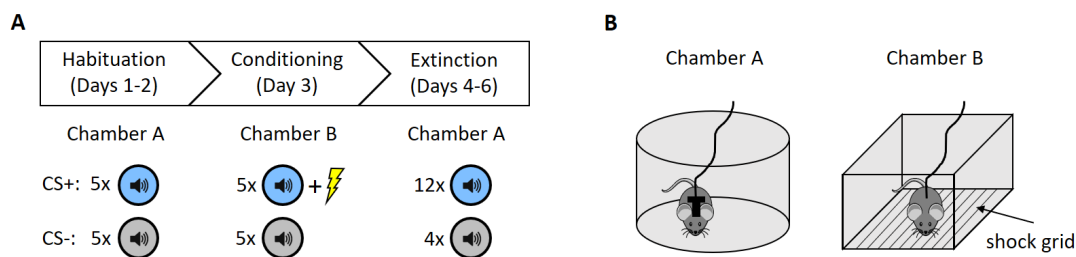 A
Habituation
(Days 1-2)
Conditioning
(Day 3)
Extinction
(Days 4-6)
Chamber A
Chamber B
Chamber A
CS+: 5x
5x
+
12x
CS-: 5x
5x
4x
B
Chamber A
Chamber B
T
shock grid